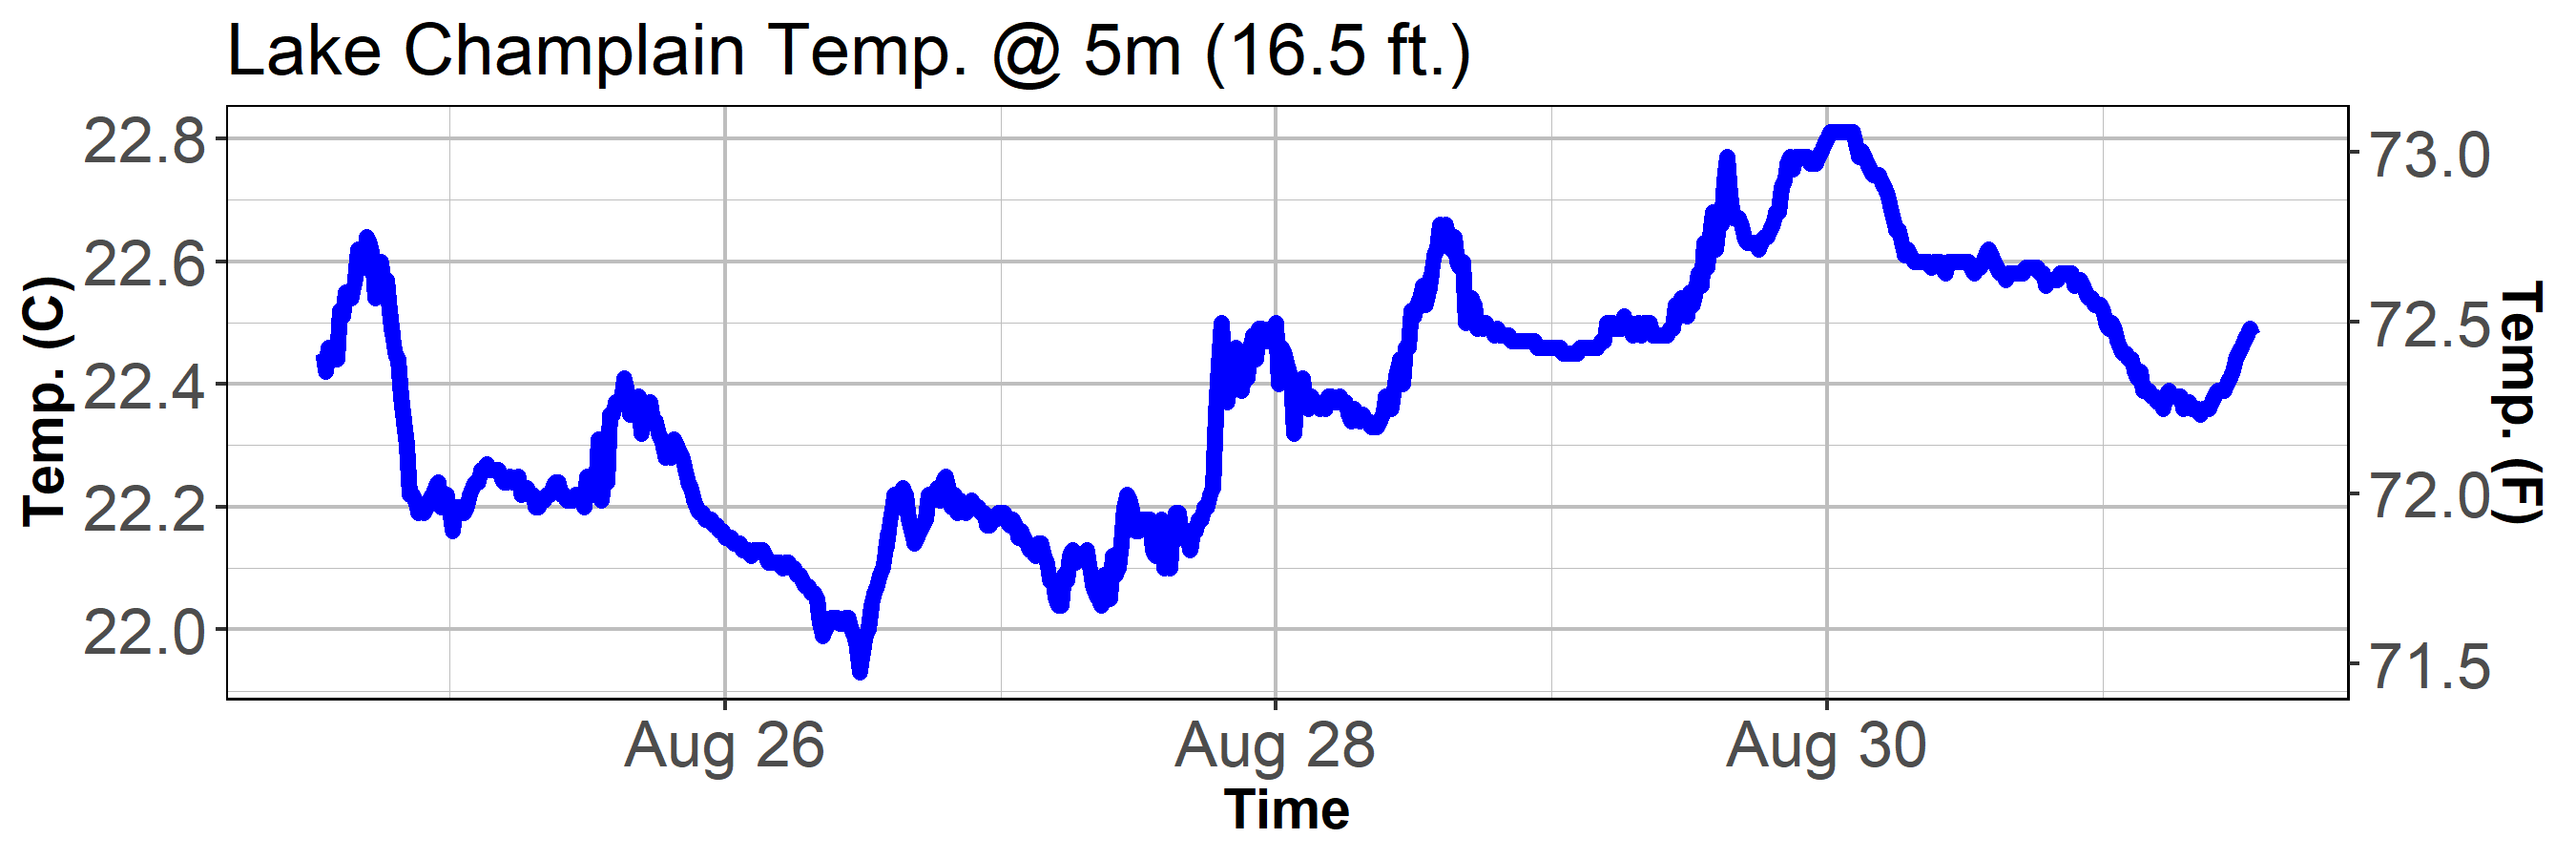 Lake Champlain Temp. @ 5m (16.5 ft.)
22.8
22.6
22.4
22.2
22.0
Temp. (C)
73.0
72.5
72.0
71.5
Temp. (F)
Aug 26
Aug 28
Aug 30
Time